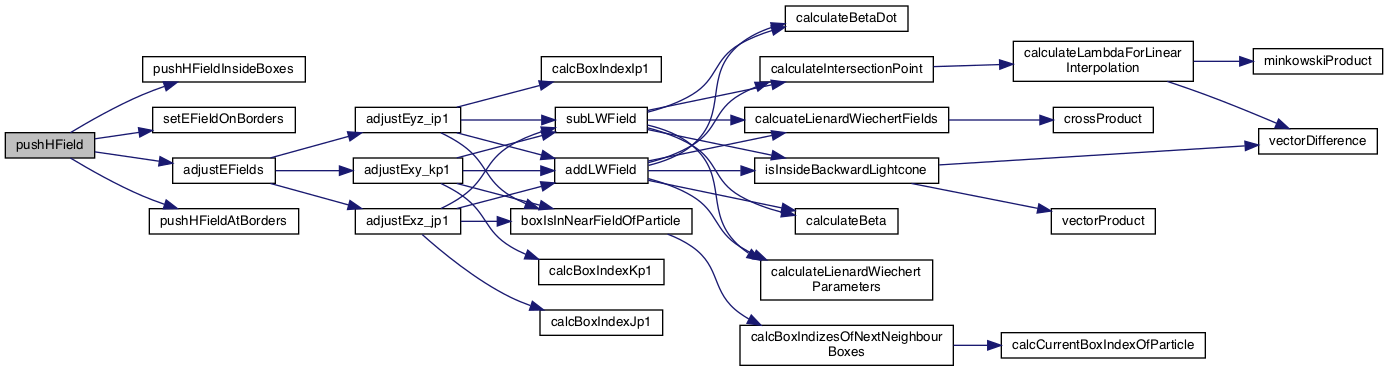 pushHField
pushHFieldInsideBoxes
setEFieldOnBorders
adjustEFields
pushHFieldAtBorders
adjustEyz_ip1
adjustExy_kp1
adjustExz_jp1
calcBoxIndexIp1
subLWField
addLWField
boxIsInNearFieldOfParticle
calcBoxIndexKp1
calcBoxIndexJp1
calculateBetaDot
calculateIntersectionPoint
calcuateLienardWiechertFields
isInsideBackwardLightcone
calculateBeta
calculateLienardWiechert
Parameters
calcBoxIndizesOfNextNeighbour
Boxes
calculateLambdaForLinear
Interpolation
crossProduct
vectorProduct
calcCurrentBoxIndexOfParticle
minkowskiProduct
vectorDifference